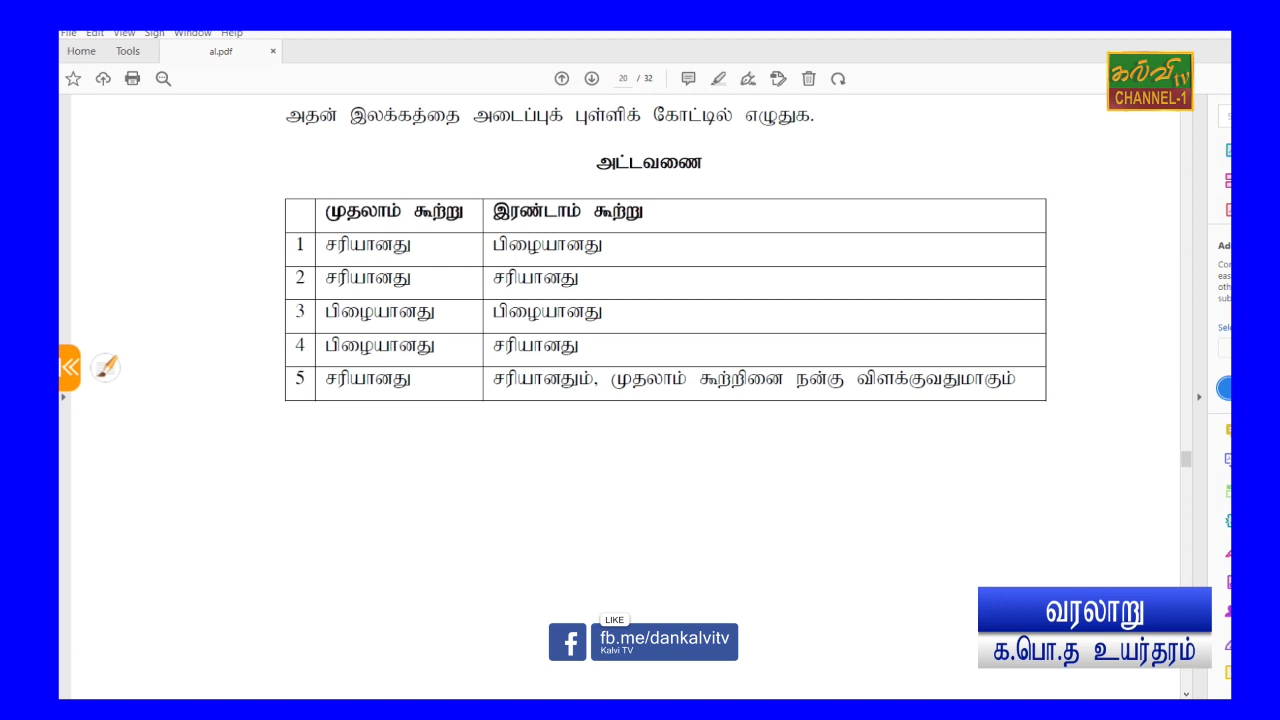 File Edit View Sign Window Help
Home Tools al.pdf ×
20 / 32
கல்வி tv
CHANNEL-1
அதன் இலக்கத்தை அடைப்புக் புள்ளிக் கோட்டில் எழுதுக.
அட்டவணை
முதலாம் கூற்று இரண்டாம் கூற்று
1 சரியானது பிழையானது
2 சரியானது சரியானது
3 பிழையானது பிழையானது
4 பிழையானது சரியானது
5 சரியானது சரியானதும், முதலாம் கூற்றினை நன்கு விளக்குவதுமாகும்
வரலாறு
க.பொ.த உயர்தரம்
LIKE
fb.me/dankalvitv
Kalvi TV